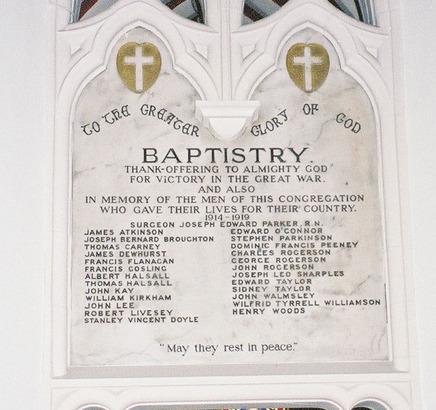 TO THE GREATER GLORY OF GOD
BAPTISTRY.
THANK-OFFERING TO ALMIGHTY GOD
FOR VICTORY IN THE GREAT WAR.
AND ALSO
IN MEMORY OF THE MEN OF THIS CONGREGATION
WHO GAVE THEIR LIVES FOR THEIR COUNTRY.
1914-1919
SURGEON JOSEPH EDWARD PARKER, R.N.
JAMES ATKINSON
JOSEPH BERNARD BROUGHTON
THOMAS CARNEY
JAMES DEWHURST
FRANCIS FLANAGAN
FRANCIS GOSLING
ALBERT HALSALL
THOMAS HALSALL
JOHN KAY
WILLIAM KIRKHAM
JOHN LEE
ROBERT LIVESEY
STANLEY VINCENT DOYLE
EDWARD O'CONNOR
STEPHEN PARKINSON
DOMINIC FRANCIS PEENEY
CHARLES ROGERSON
GEORGE ROGERSON
JOHN ROGERSON
JOSEPH LEO SHARPLES
EDWARD TAYLOR
SIDNEY TAYLOR
JOHN WALMSLEY
WILFRID TYRRELL WILLIAMSON
HENRY WOODS
"May they rest in peace."